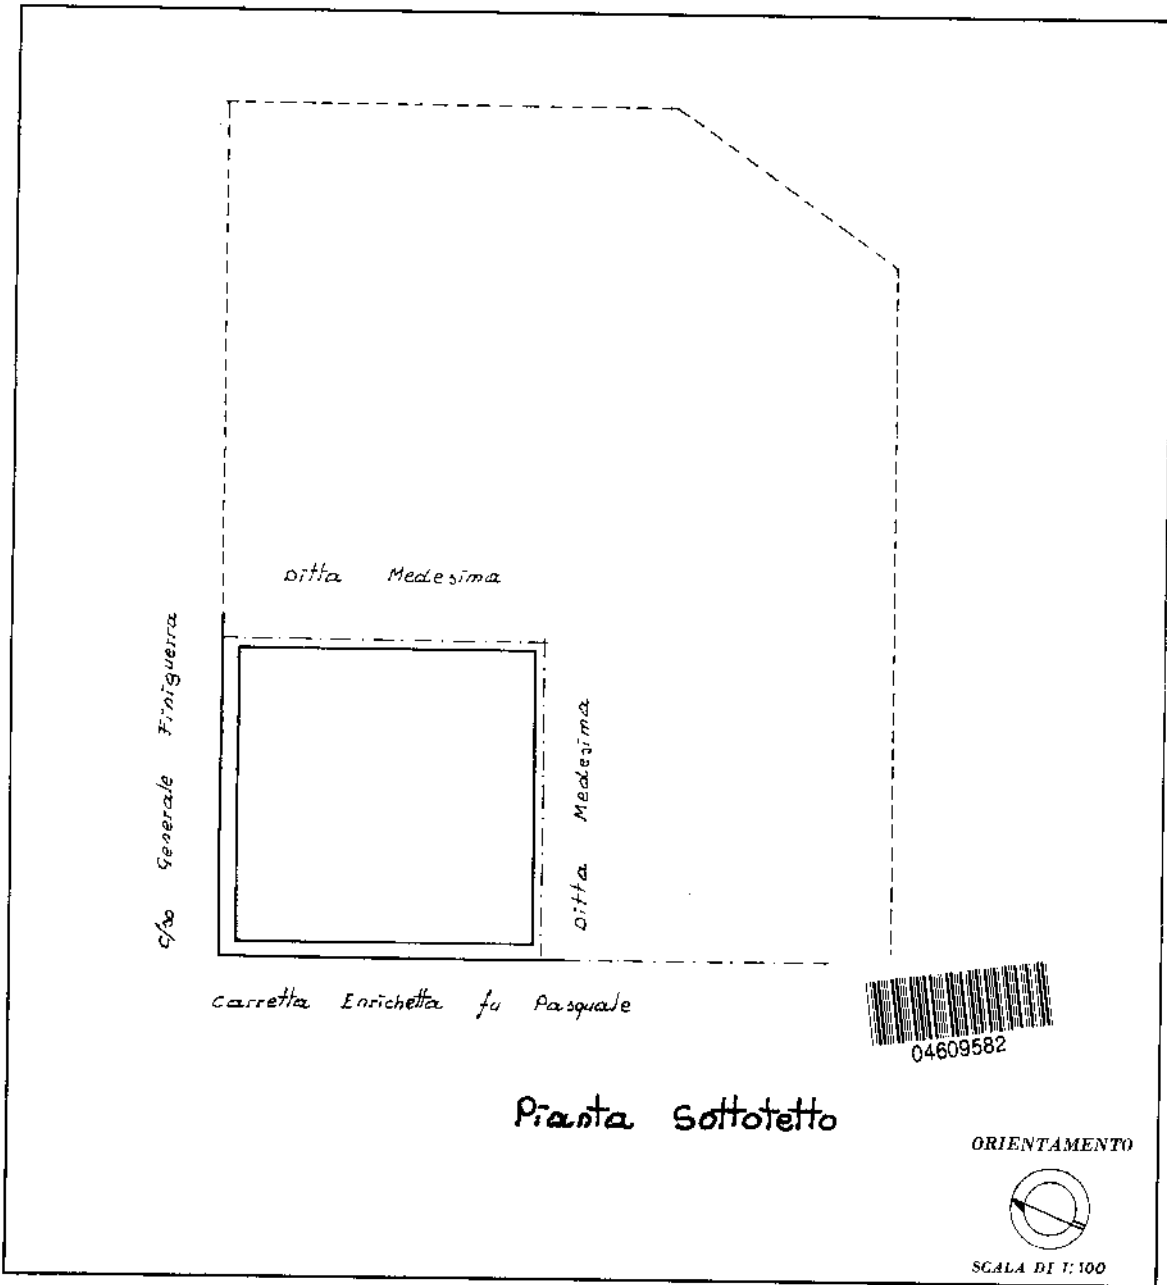 Ditta Medesima
C/so Generale Finiguerra
Ditta Medesima
Carretta Enrichetta fu Pasquale
04609582
Pianta Sottotetto
ORIENTAMENTO
SCALA DI 1:100